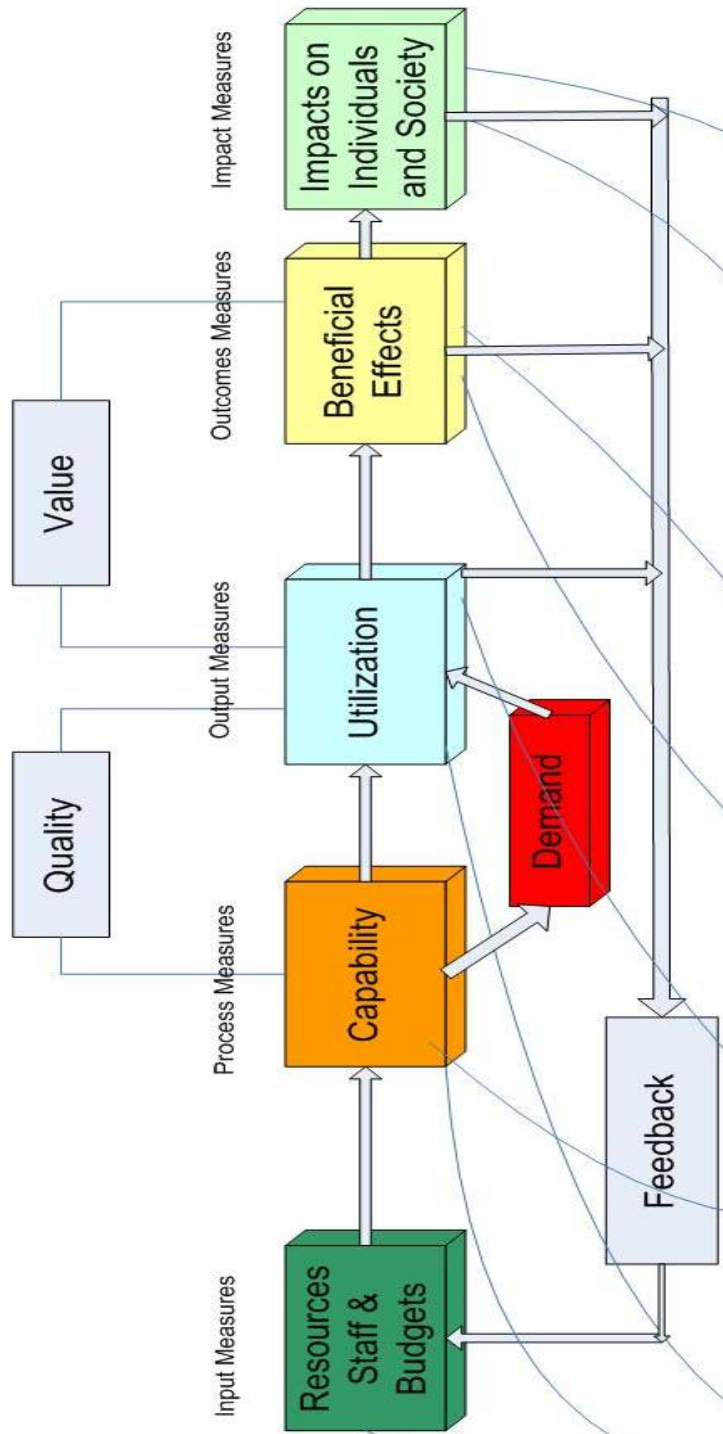 Quality
Value
Input Measures
Process Measures
Output Measures
Outcomes Measures
Impact Measures
Resources
Staff &
Budgets
Capability
Utilization
Beneficial
Effects
Impacts on
Individuals
and Society
Demand
Feedback